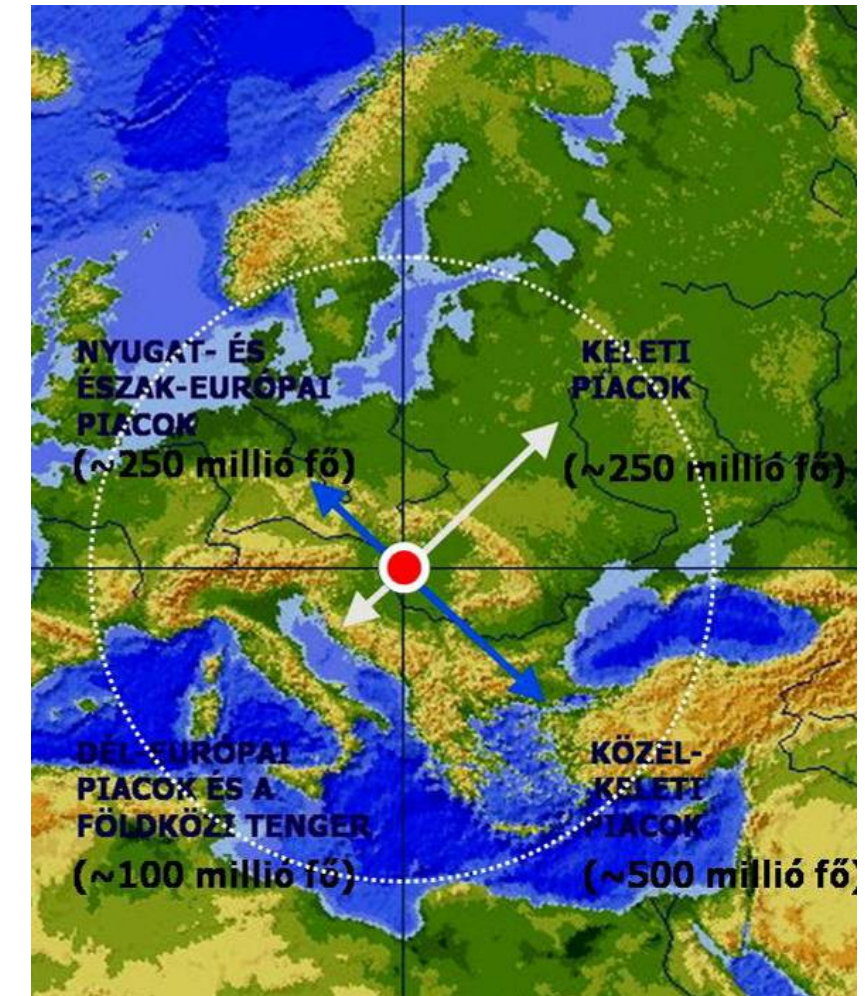 NYUGAT- ÉS
ÉSZAK-EURÓPAI
PIACOK
(~250 millió fő)
KELETI
PIACOK
(~250 millió fő)
DÉL-EURÓPAI
PIACOK ÉS A
FÖLDKÖZI TENGER
(~100 millió fő)
KÖZEL-
KELETI
PIACOK
(~500 millió fő)